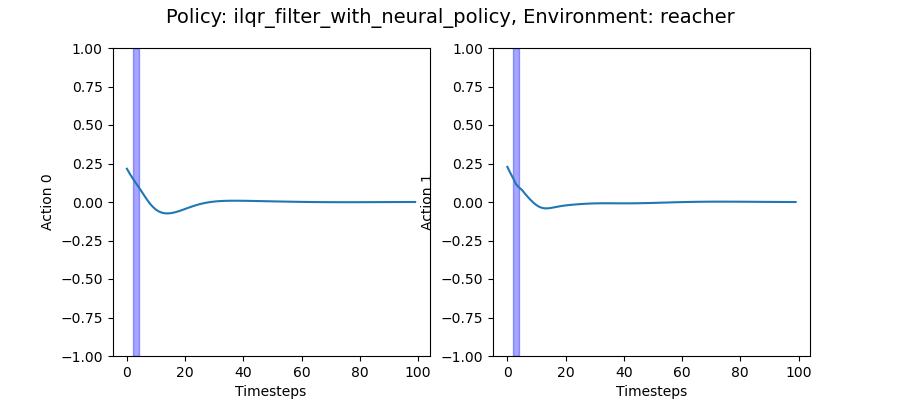 Policy: ilqr_filter_with_neural_policy, Environment: reacher
1.00
0.75
0.50
0.25
0.00
−0.25
−0.50
−0.75
−1.00
Action 0
0 20 40 60 80 100
Timesteps
1.00
0.75
0.50
0.25
0.00
−0.25
−0.50
−0.75
−1.00
Action 1
0 20 40 60 80 100
Timesteps